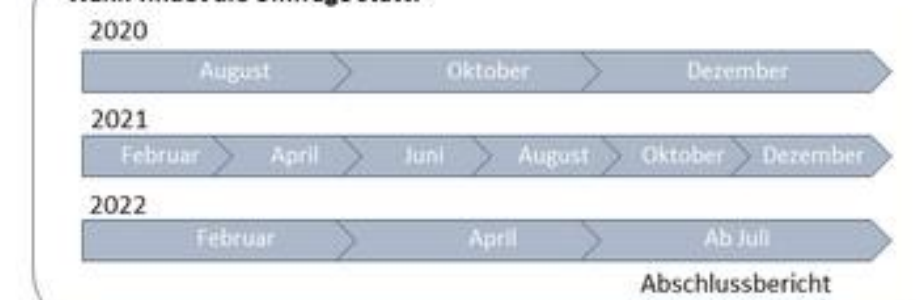 2020
August Oktober Dezember
2021
Februar April Juni August Oktober Dezember
2022
Februar April Ab Juli
Abschlussbericht